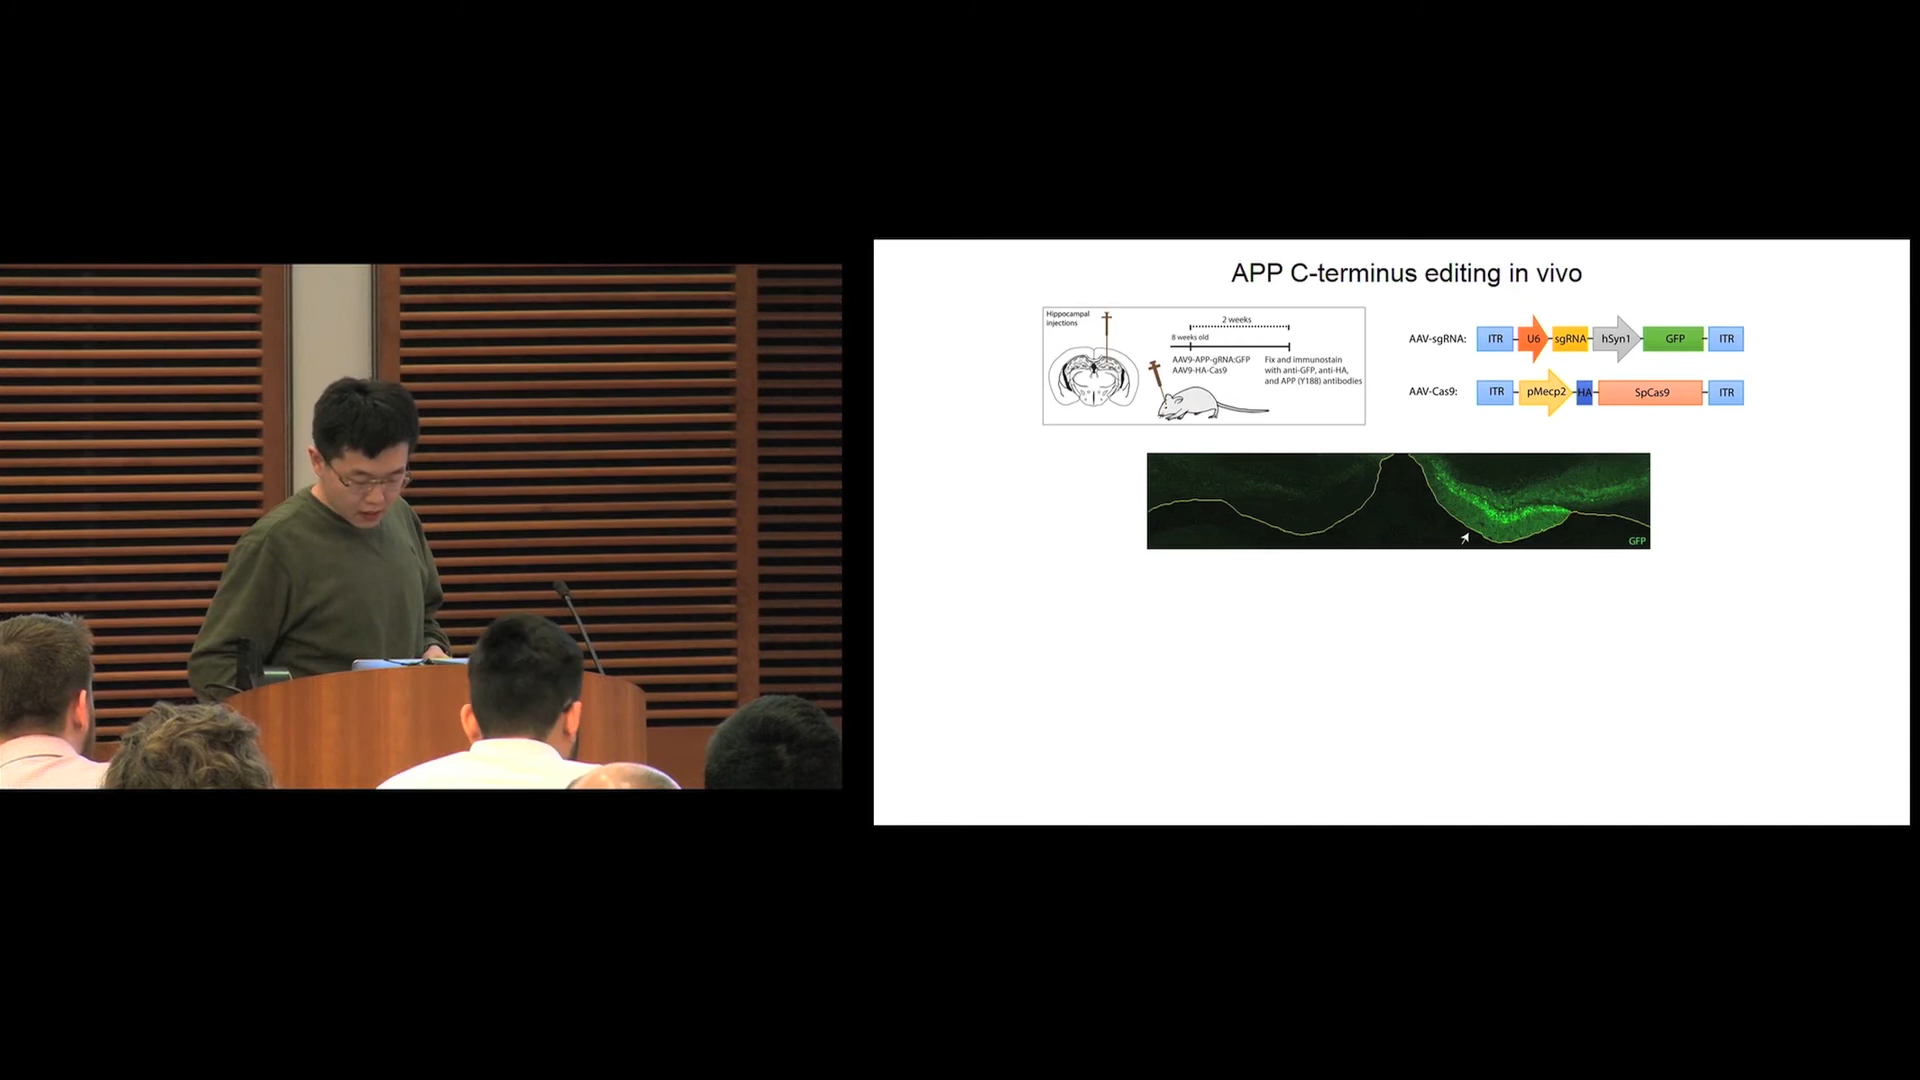 APP C-terminus editing in vivo
Hippocampal
injections
2 weeks
8 weeks old
AAV9-APP-gRNA:GFP
AAV9-HA-Cas9
Fix and immunostain
with anti-GFP, anti-HA,
and APP (Y188) antibodies
AAV-sgRNA: ITR U6 sgRNA hSyn1 GFP ITR
AAV-Cas9: ITR pMecp2 HA SpCas9 ITR
GFP